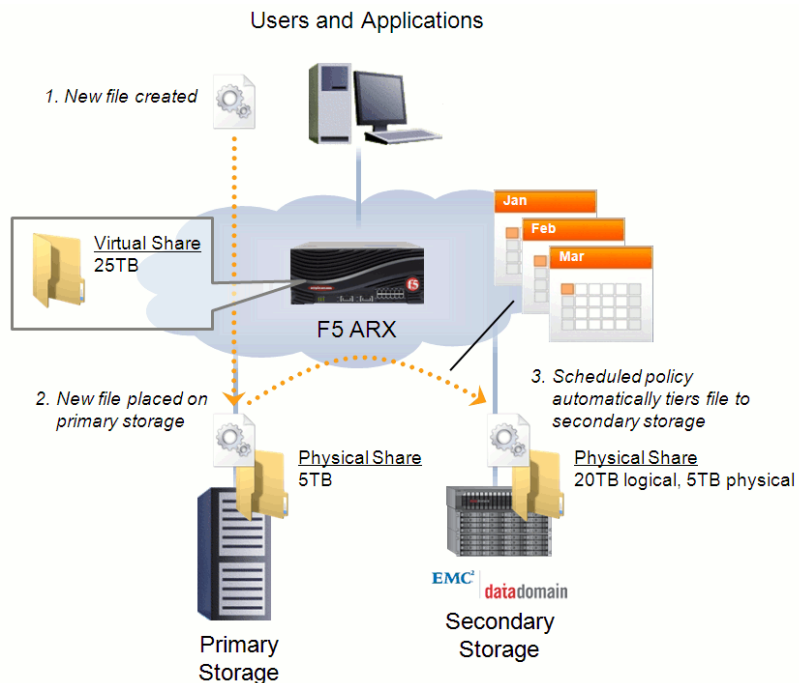 Users and Applications
1. New file created
Jan
Feb
Mar
Virtual Share
25TB
f5
F5 ARX
2. New file placed on
primary storage
3. Scheduled policy
automatically tiers file to
secondary storage
Physical Share
5TB
Physical Share
20TB logical, 5TB physical
EMC² datadomain
Primary
Storage
Secondary
Storage